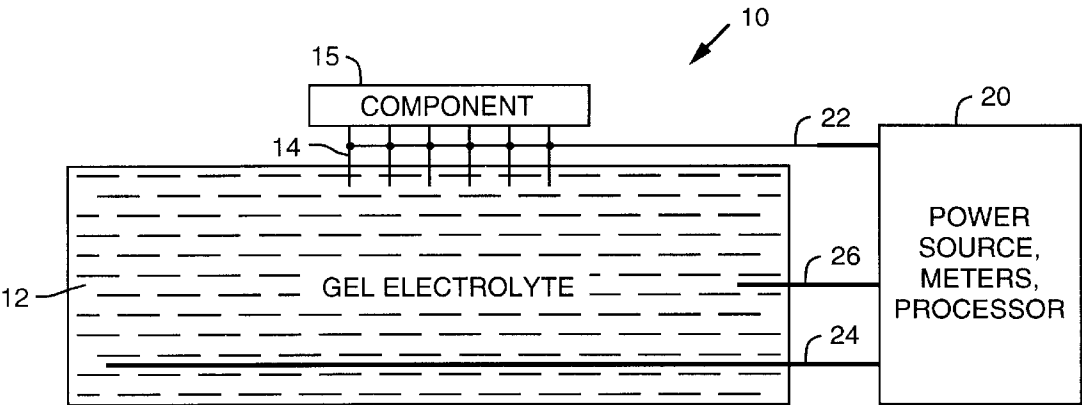 10
15
COMPONENT
20
22
14
POWER
SOURCE,
METERS,
PROCESSOR
26
GEL ELECTROLYTE
12
24